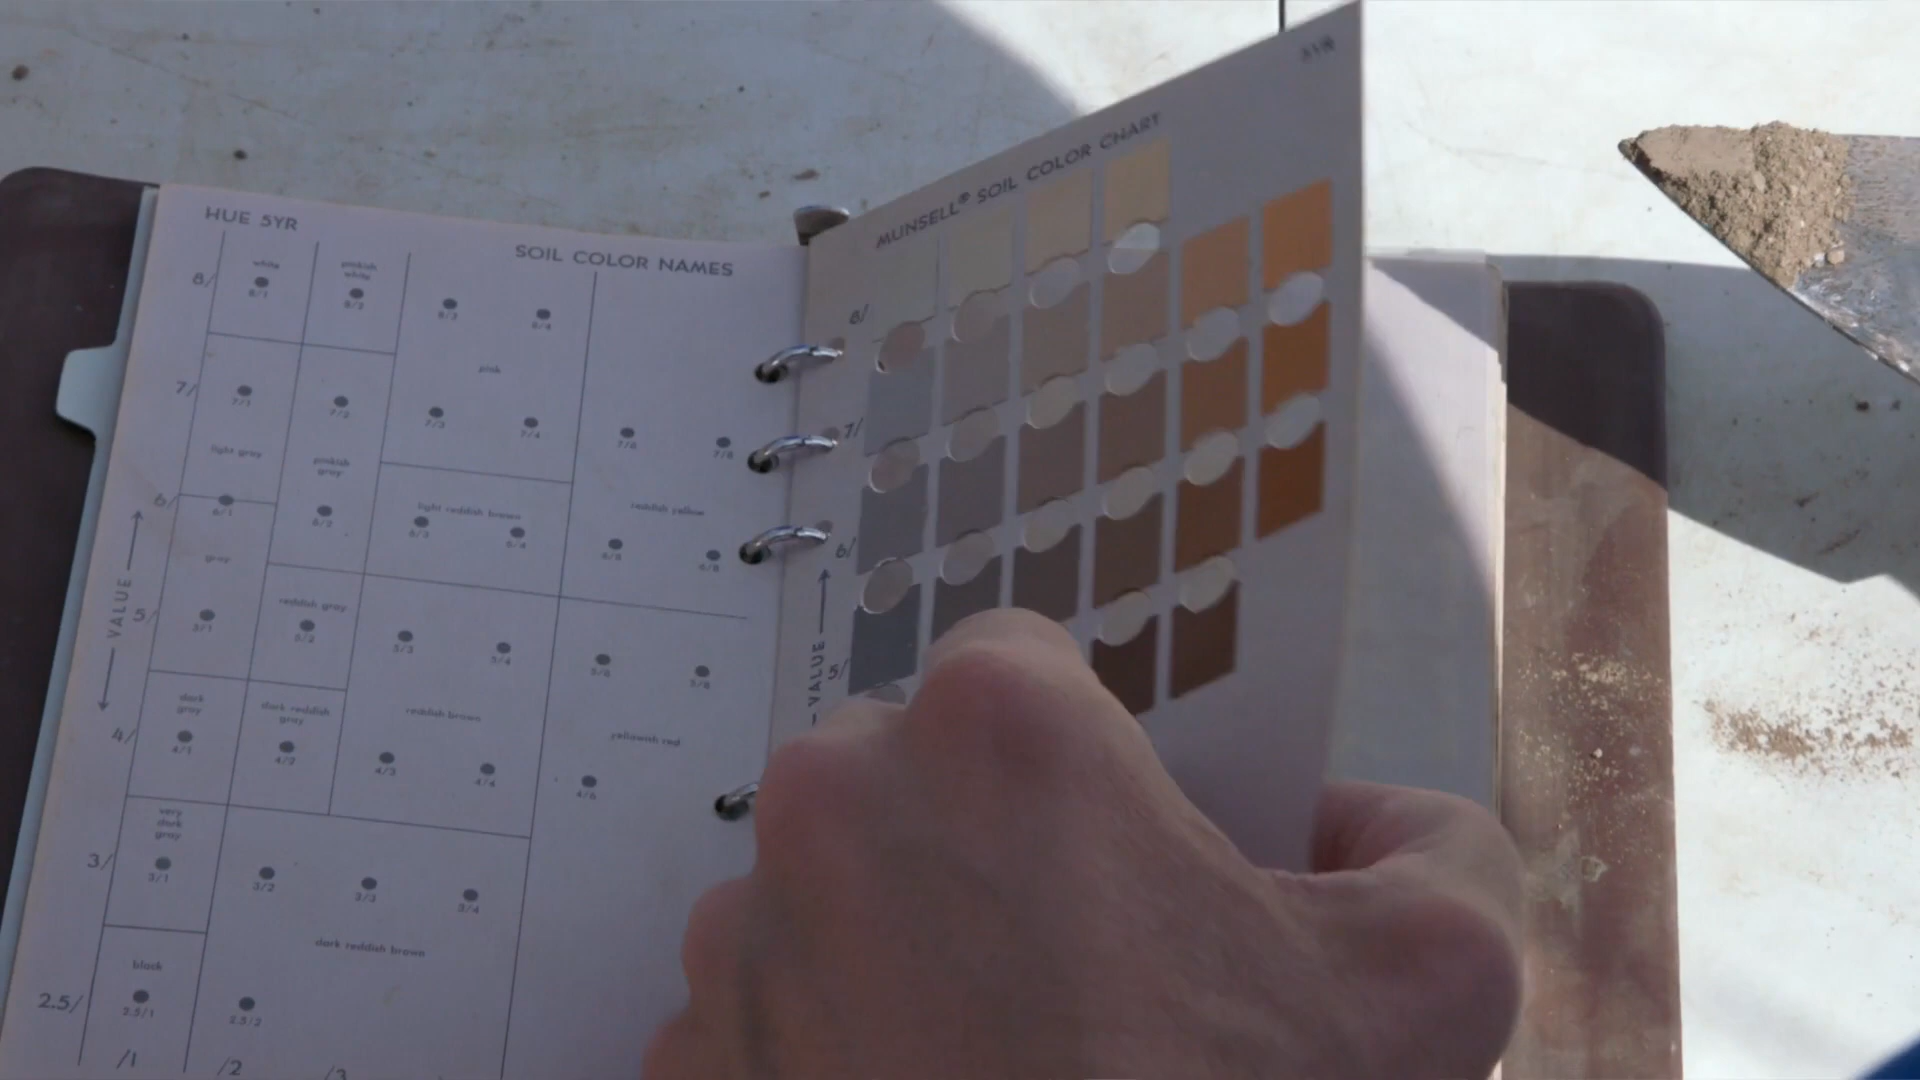 HUE 5YR
SOIL COLOR NAMES
8/
white
8/1
pinkish
white
8/2
8/3
8/4
pink
7/
7/1
7/2
7/3
7/4
7/6
7/8
light gray
pinkish
gray
light reddish brown
reddish yellow
6/
6/1
6/2
6/3
6/4
6/6
6/8
gray
reddish gray
VALUE
5/
5/1
5/2
5/3
5/4
5/6
5/8
dark
gray
dark reddish
gray
reddish brown
yellowish red
4/
4/1
4/2
4/3
4/4
4/6
very
dark
gray
3/
3/1
3/2
3/3
3/4
dark reddish brown
black
2.5/
2.5/1
2.5/2
/1
/2
/3
MUNSELL® SOIL COLOR CHART
8/
7/
6/
VALUE
5/